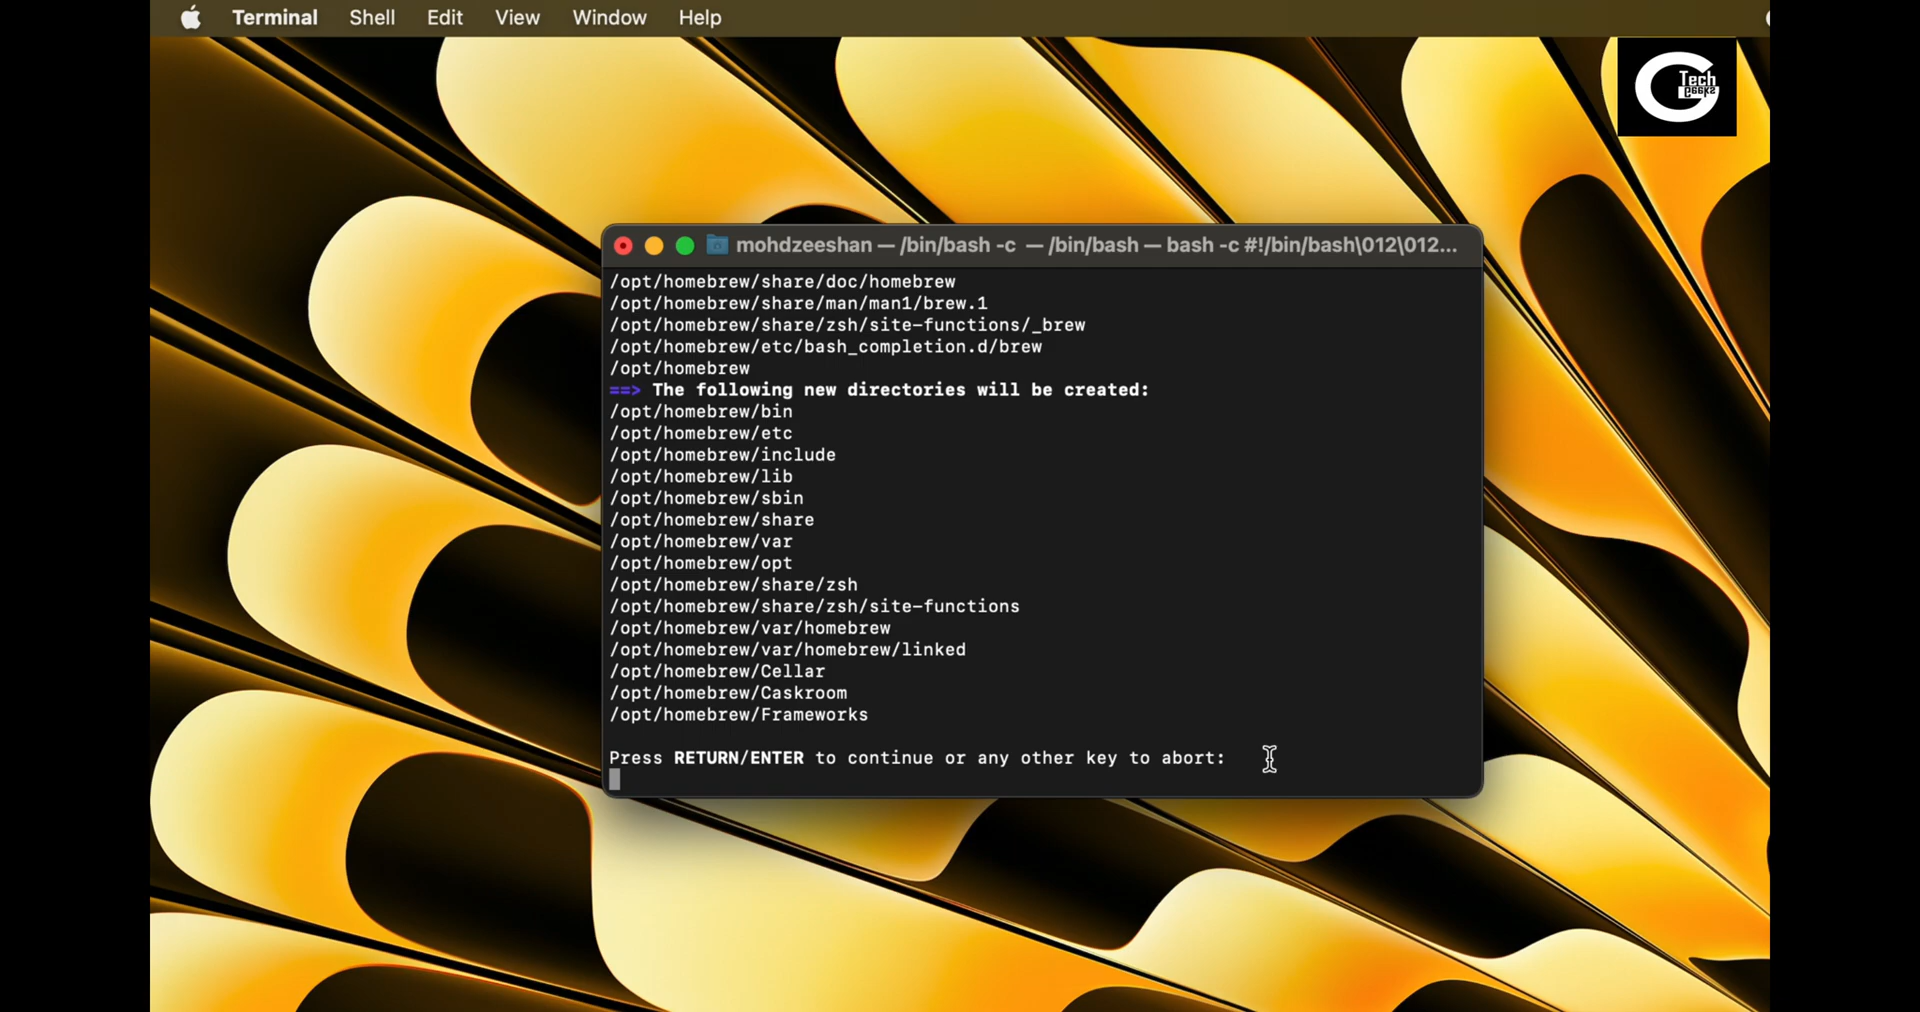 Terminal Shell Edit View Window Help
Tech
Geekz
mohdzeeshan — /bin/bash -c — /bin/bash — bash -c #!/bin/bash\012\012...
/opt/homebrew/share/doc/homebrew
/opt/homebrew/share/man/man1/brew.1
/opt/homebrew/share/zsh/site-functions/_brew
/opt/homebrew/etc/bash_completion.d/brew
/opt/homebrew
==> The following new directories will be created:
/opt/homebrew/bin
/opt/homebrew/etc
/opt/homebrew/include
/opt/homebrew/lib
/opt/homebrew/sbin
/opt/homebrew/share
/opt/homebrew/var
/opt/homebrew/opt
/opt/homebrew/share/zsh
/opt/homebrew/share/zsh/site-functions
/opt/homebrew/var/homebrew
/opt/homebrew/var/homebrew/linked
/opt/homebrew/Cellar
/opt/homebrew/Caskroom
/opt/homebrew/Frameworks
Press RETURN/ENTER to continue or any other key to abort: